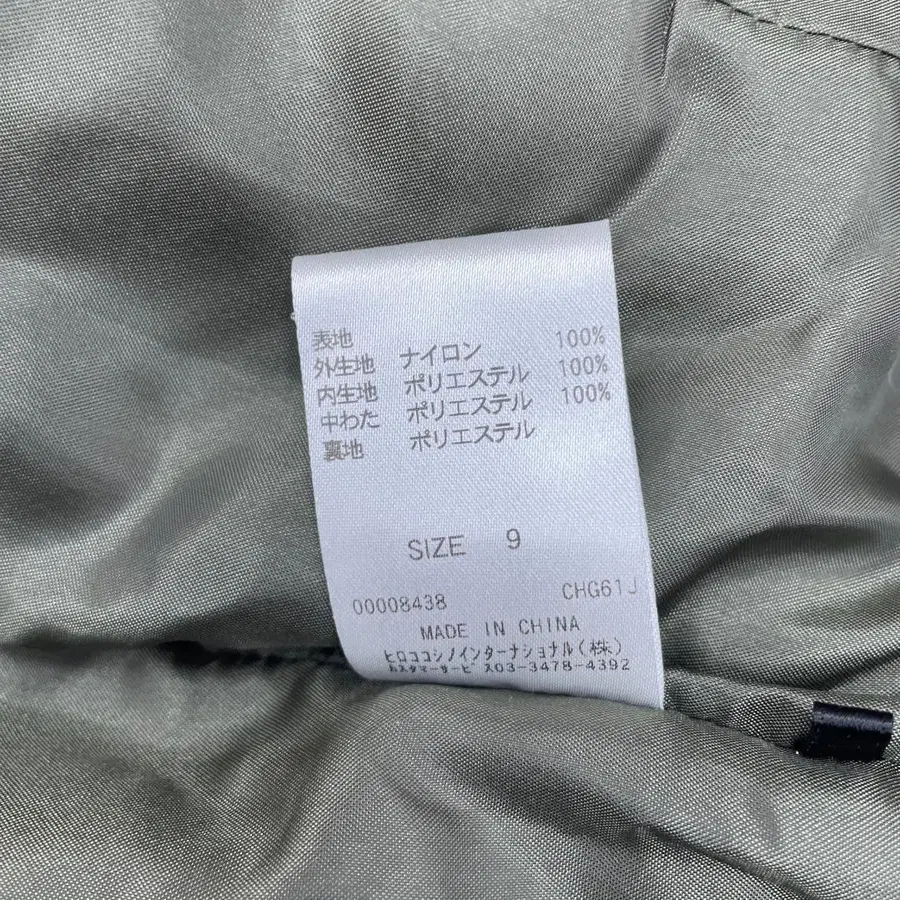 表地
外生地 ナイロン 100%
内生地 ポリエステル 100%
中わた ポリエステル 100%
裏地 ポリエステル
SIZE 9
00008438 CHG61J
MADE IN CHINA
ヒロココシノインターナショナル(株)
カスタマーサービス03-3478-4392